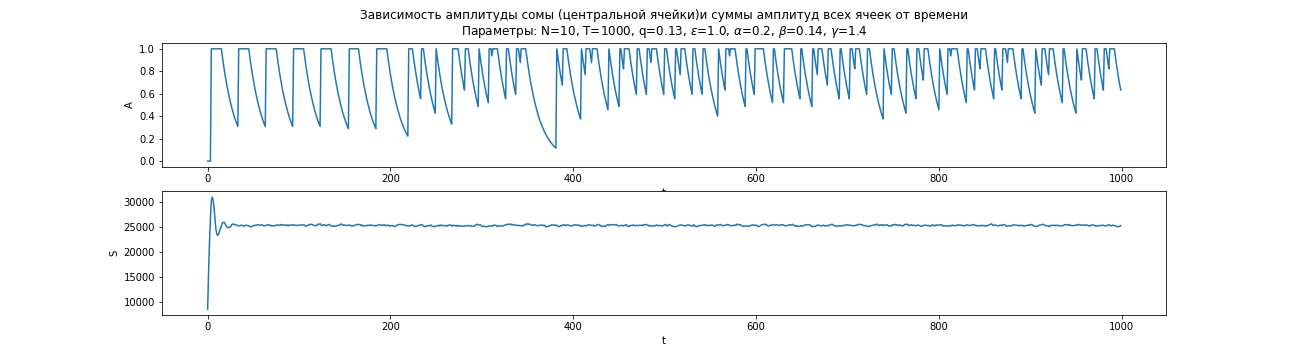 Зависимость амплитуды сомы (центральной ячейки)и суммы амплитуд всех ячеек от времени
Параметры: N=10, T=1000, q=0.13, ε=1.0, α=0.2, β=0.14, γ=1.4
1.0
0.8
0.6
0.4
0.2
0.0
A
0 200 400 600 800 1000
30000
25000
20000
15000
10000
S
0 200 400 600 800 1000
t